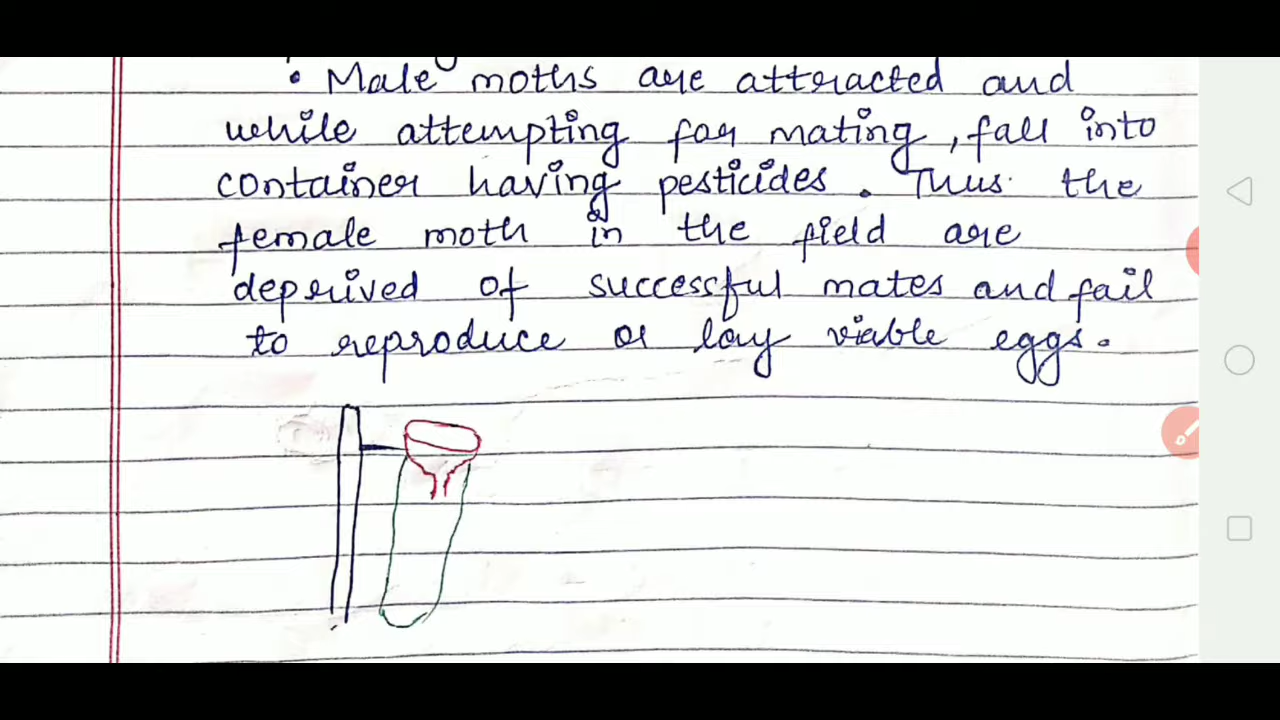 • Male moths are attracted and
while attempting for mating, fall into
container having pesticides. Thus the
female moth in the field are
deprived of successful mates and fail
to reproduce or lay viable eggs.